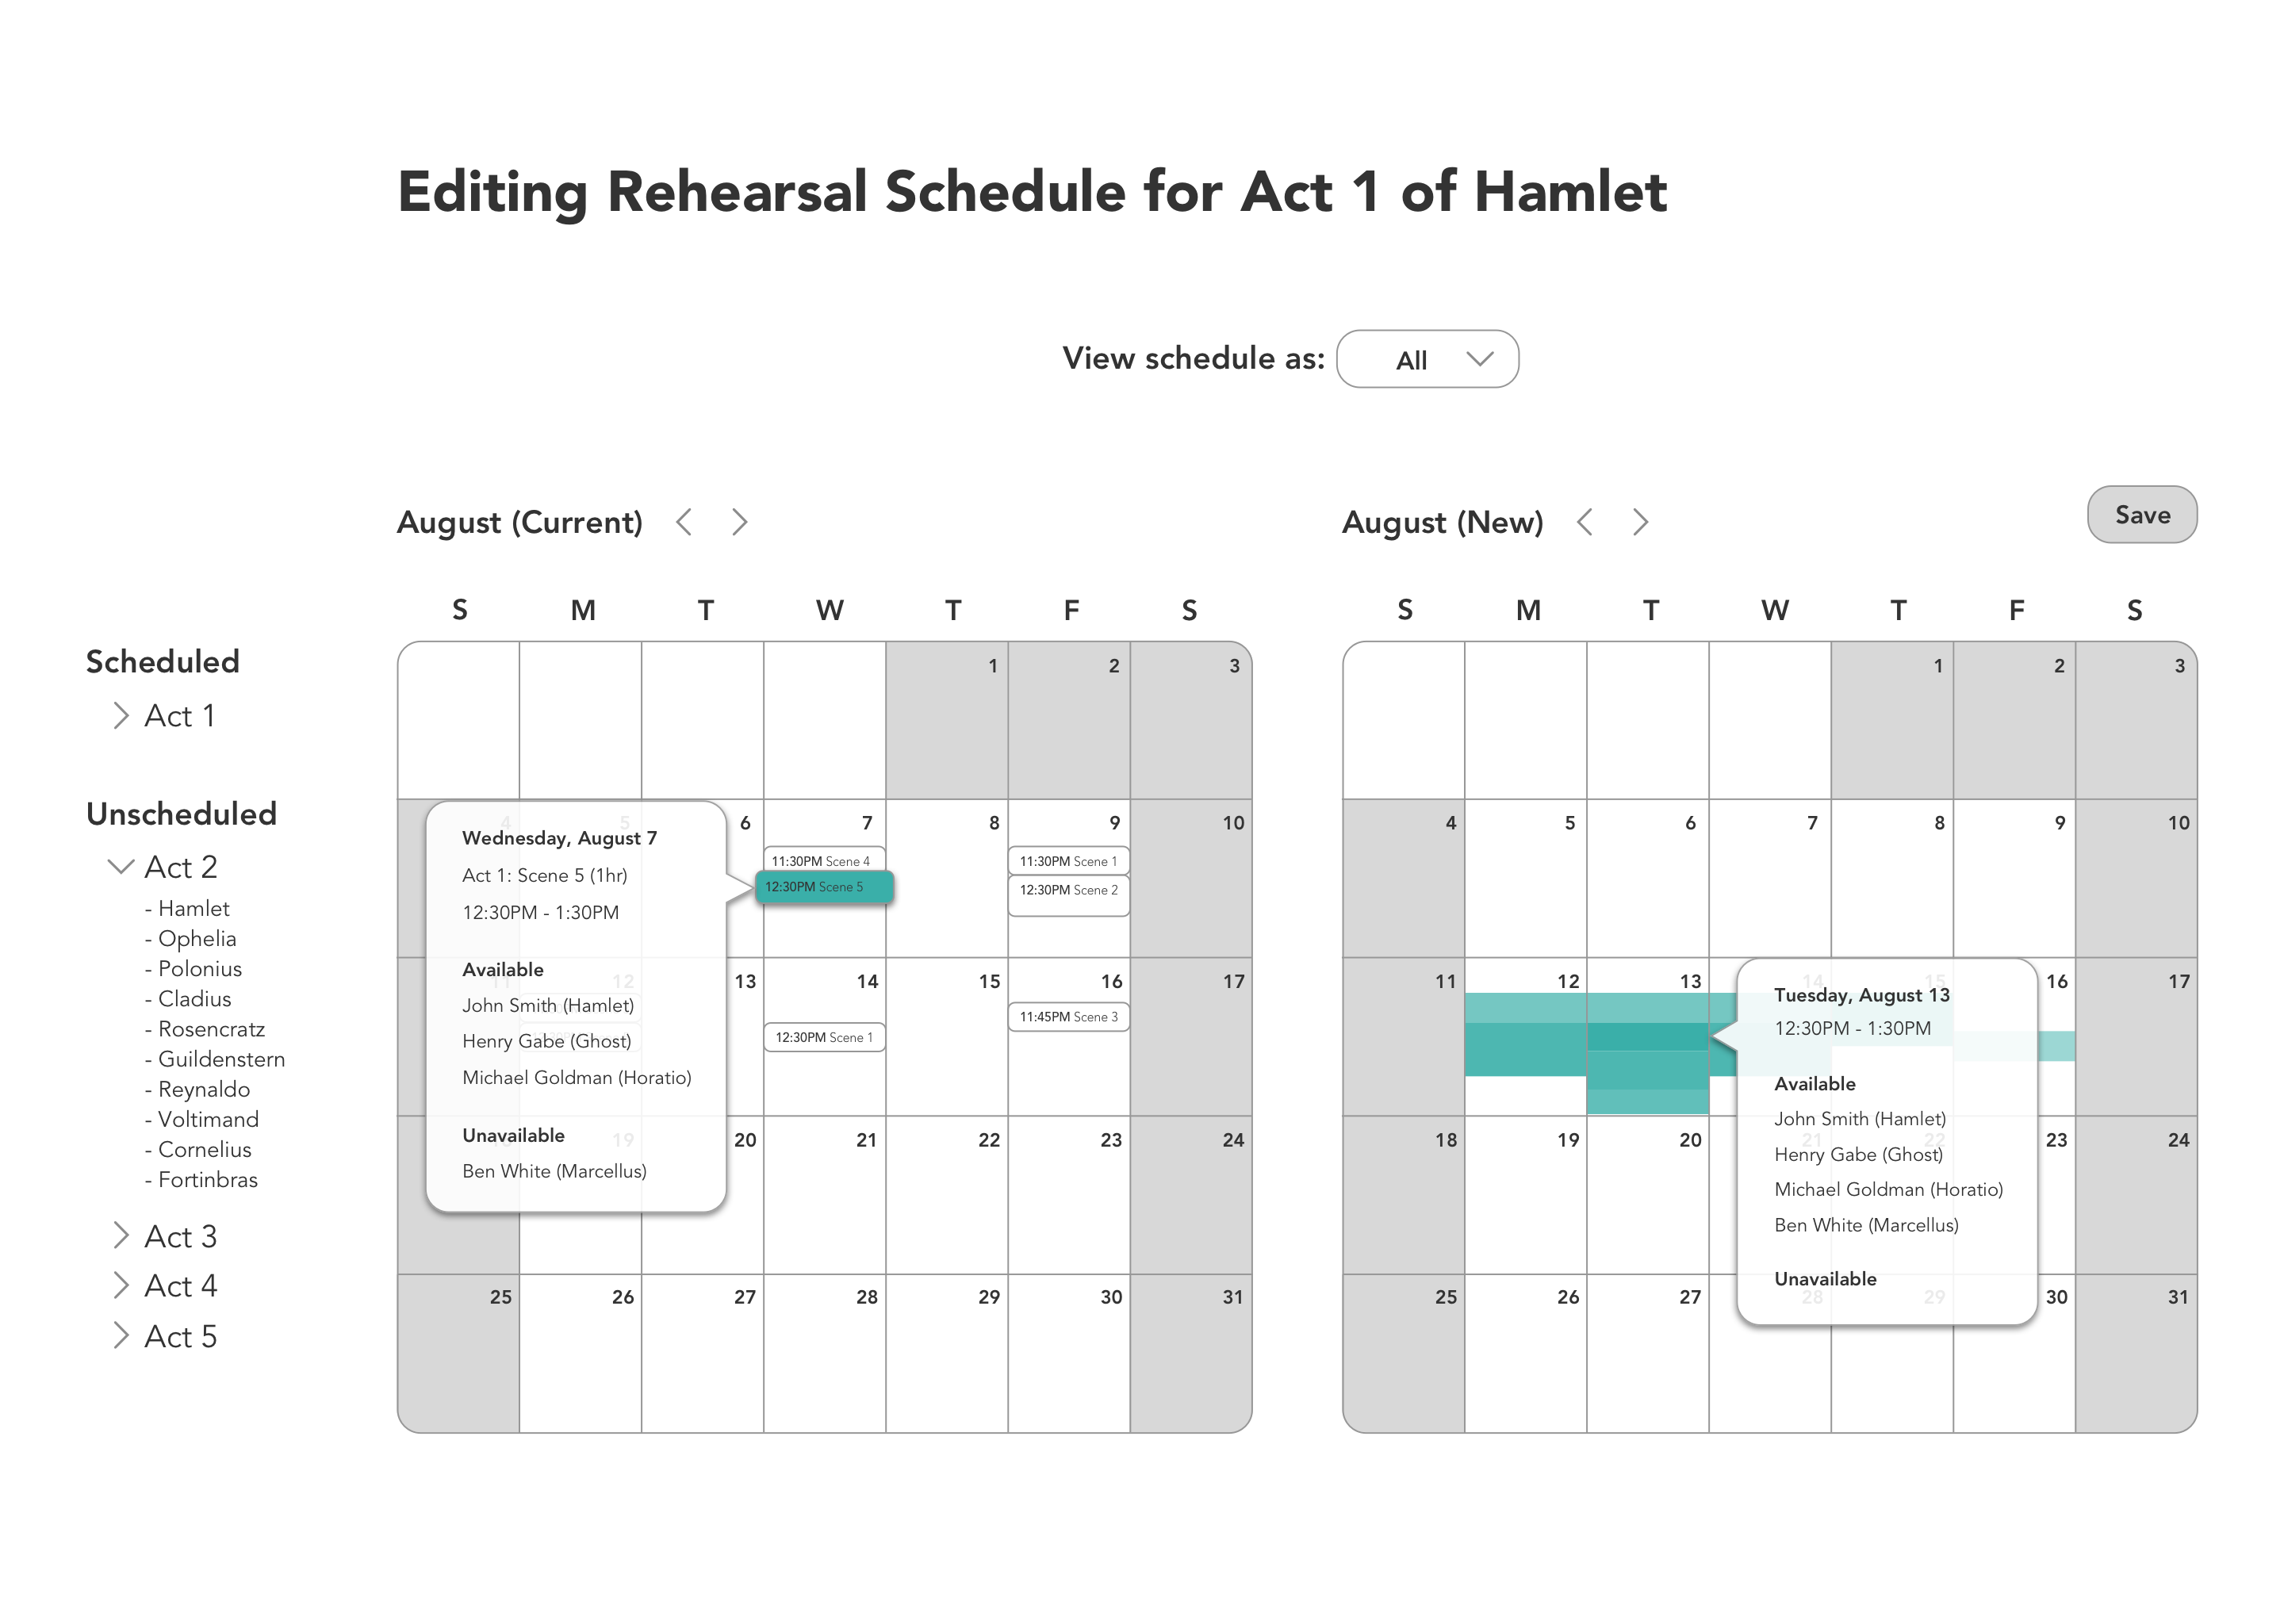 Editing Rehearsal Schedule for Act 1 of Hamlet
View schedule as: All
Scheduled
Act 1
Unscheduled
Act 2
- Hamlet
- Ophelia
- Polonius
- Cladius
- Rosencratz
- Guildenstern
- Reynaldo
- Voltimand
- Cornelius
- Fortinbras
Act 3
Act 4
Act 5
August (Current)
S M T W T F S
1 2 3
4 5 6 7 8 9 10
11:30PM Scene 4
12:30PM Scene 5
11:30PM Scene 1
12:30PM Scene 2
11 12 13 14 15 16 17
12:30PM Scene 1
11:45PM Scene 3
19 20 21 22 23 24
25 26 27 28 29 30 31
Wednesday, August 7
Act 1: Scene 5 (1hr)
12:30PM - 1:30PM
Available
John Smith (Hamlet)
Henry Gabe (Ghost)
Michael Goldman (Horatio)
Unavailable
Ben White (Marcellus)
August (New)
Save
S M T W T F S
1 2 3
4 5 6 7 8 9 10
11 12 13 14 15 16 17
18 19 20 21 22 23 24
25 26 27 28 29 30 31
Tuesday, August 13
12:30PM - 1:30PM
Available
John Smith (Hamlet)
Henry Gabe (Ghost)
Michael Goldman (Horatio)
Ben White (Marcellus)
Unavailable